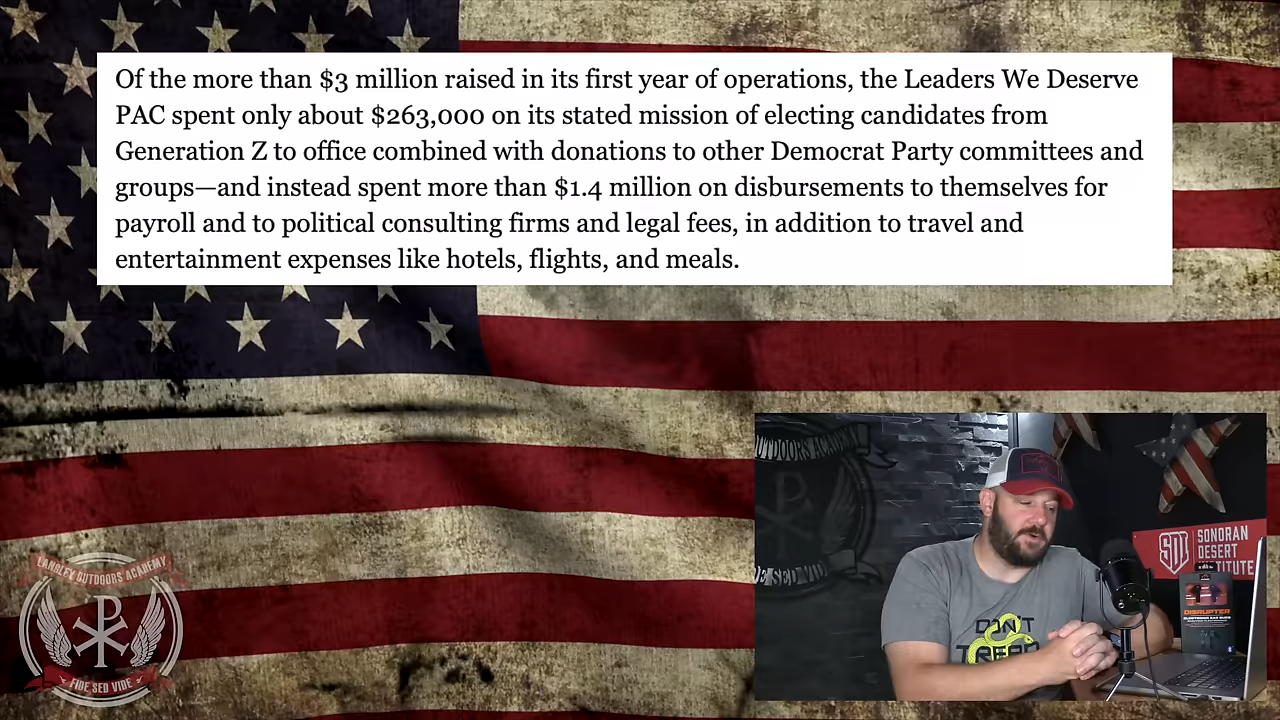 Of the more than $3 million raised in its first year of operations, the Leaders We Deserve
PAC spent only about $263,000 on its stated mission of electing candidates from
Generation Z to office combined with donations to other Democrat Party committees and
groups—and instead spent more than $1.4 million on disbursements to themselves for
payroll and to political consulting firms and legal fees, in addition to travel and
entertainment expenses like hotels, flights, and meals.
SDI
SONORAN
DESERT
DISRUPTER
DON'T
LANGLEY OUTDOORS ACADEMY
FIDE SED VIDE